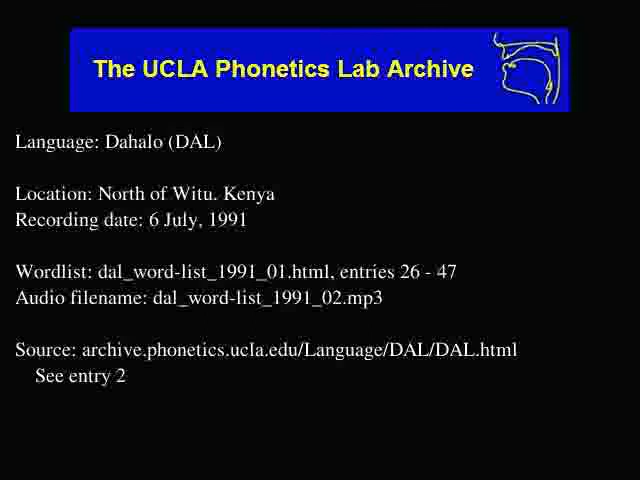 The UCLA Phonetics Lab Archive
Language: Dahalo (DAL)
Location: North of Witu. Kenya
Recording date: 6 July, 1991
Wordlist: dal_word-list_1991_01.html, entries 26 - 47
Audio filename: dal_word-list_1991_02.mp3
Source: archive.phonetics.ucla.edu/Language/DAL/DAL.html
See entry 2